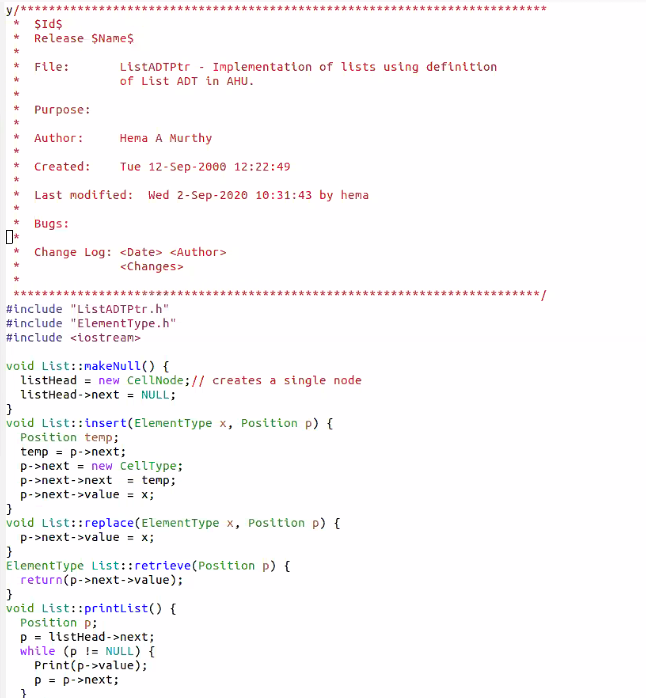 y/**************************************************************************
 *  $Id$
 *  Release $Name$
 *
 *  File:       ListADTPtr - Implementation of lists using definition
 *              of List ADT in AHU.
 *
 *  Purpose:
 *
 *  Author:     Hema A Murthy
 *
 *  Created:    Tue 12-Sep-2000 12:22:49
 *
 *  Last modified:  Wed 2-Sep-2020 10:31:43 by hema
 *
 *  Bugs:
 *
 *  Change Log: <Date> <Author>
 *              <Changes>
 *
 **************************************************************************/
#include "ListADTPtr.h"
#include "ElementType.h"
#include <iostream>

void List::makeNull() {
  listHead = new CellNode;// creates a single node
  listHead->next = NULL;
}
void List::insert(ElementType x, Position p) {
  Position temp;
  temp = p->next;
  p->next = new CellType;
  p->next->next  = temp;
  p->next->value = x;
}
void List::replace(ElementType x, Position p) {
  p->next->value = x;
}
ElementType List::retrieve(Position p) {
  return(p->next->value);
}
void List::printList() {
  Position p;
  p = listHead->next;
  while (p != NULL) {
    Print(p->value);
    p = p->next;
  }